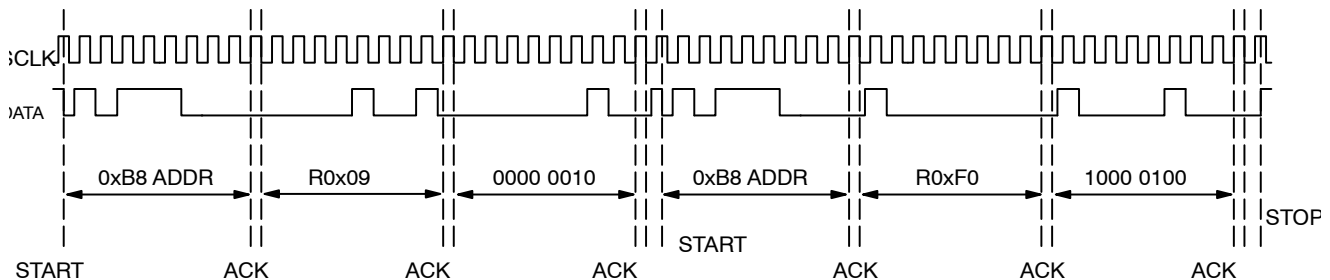 SCLK
DATA
0xB8 ADDR R0x09 0000 0010 0xB8 ADDR R0xF0 1000 0100
STOP
START
START ACK ACK ACK ACK ACK ACK